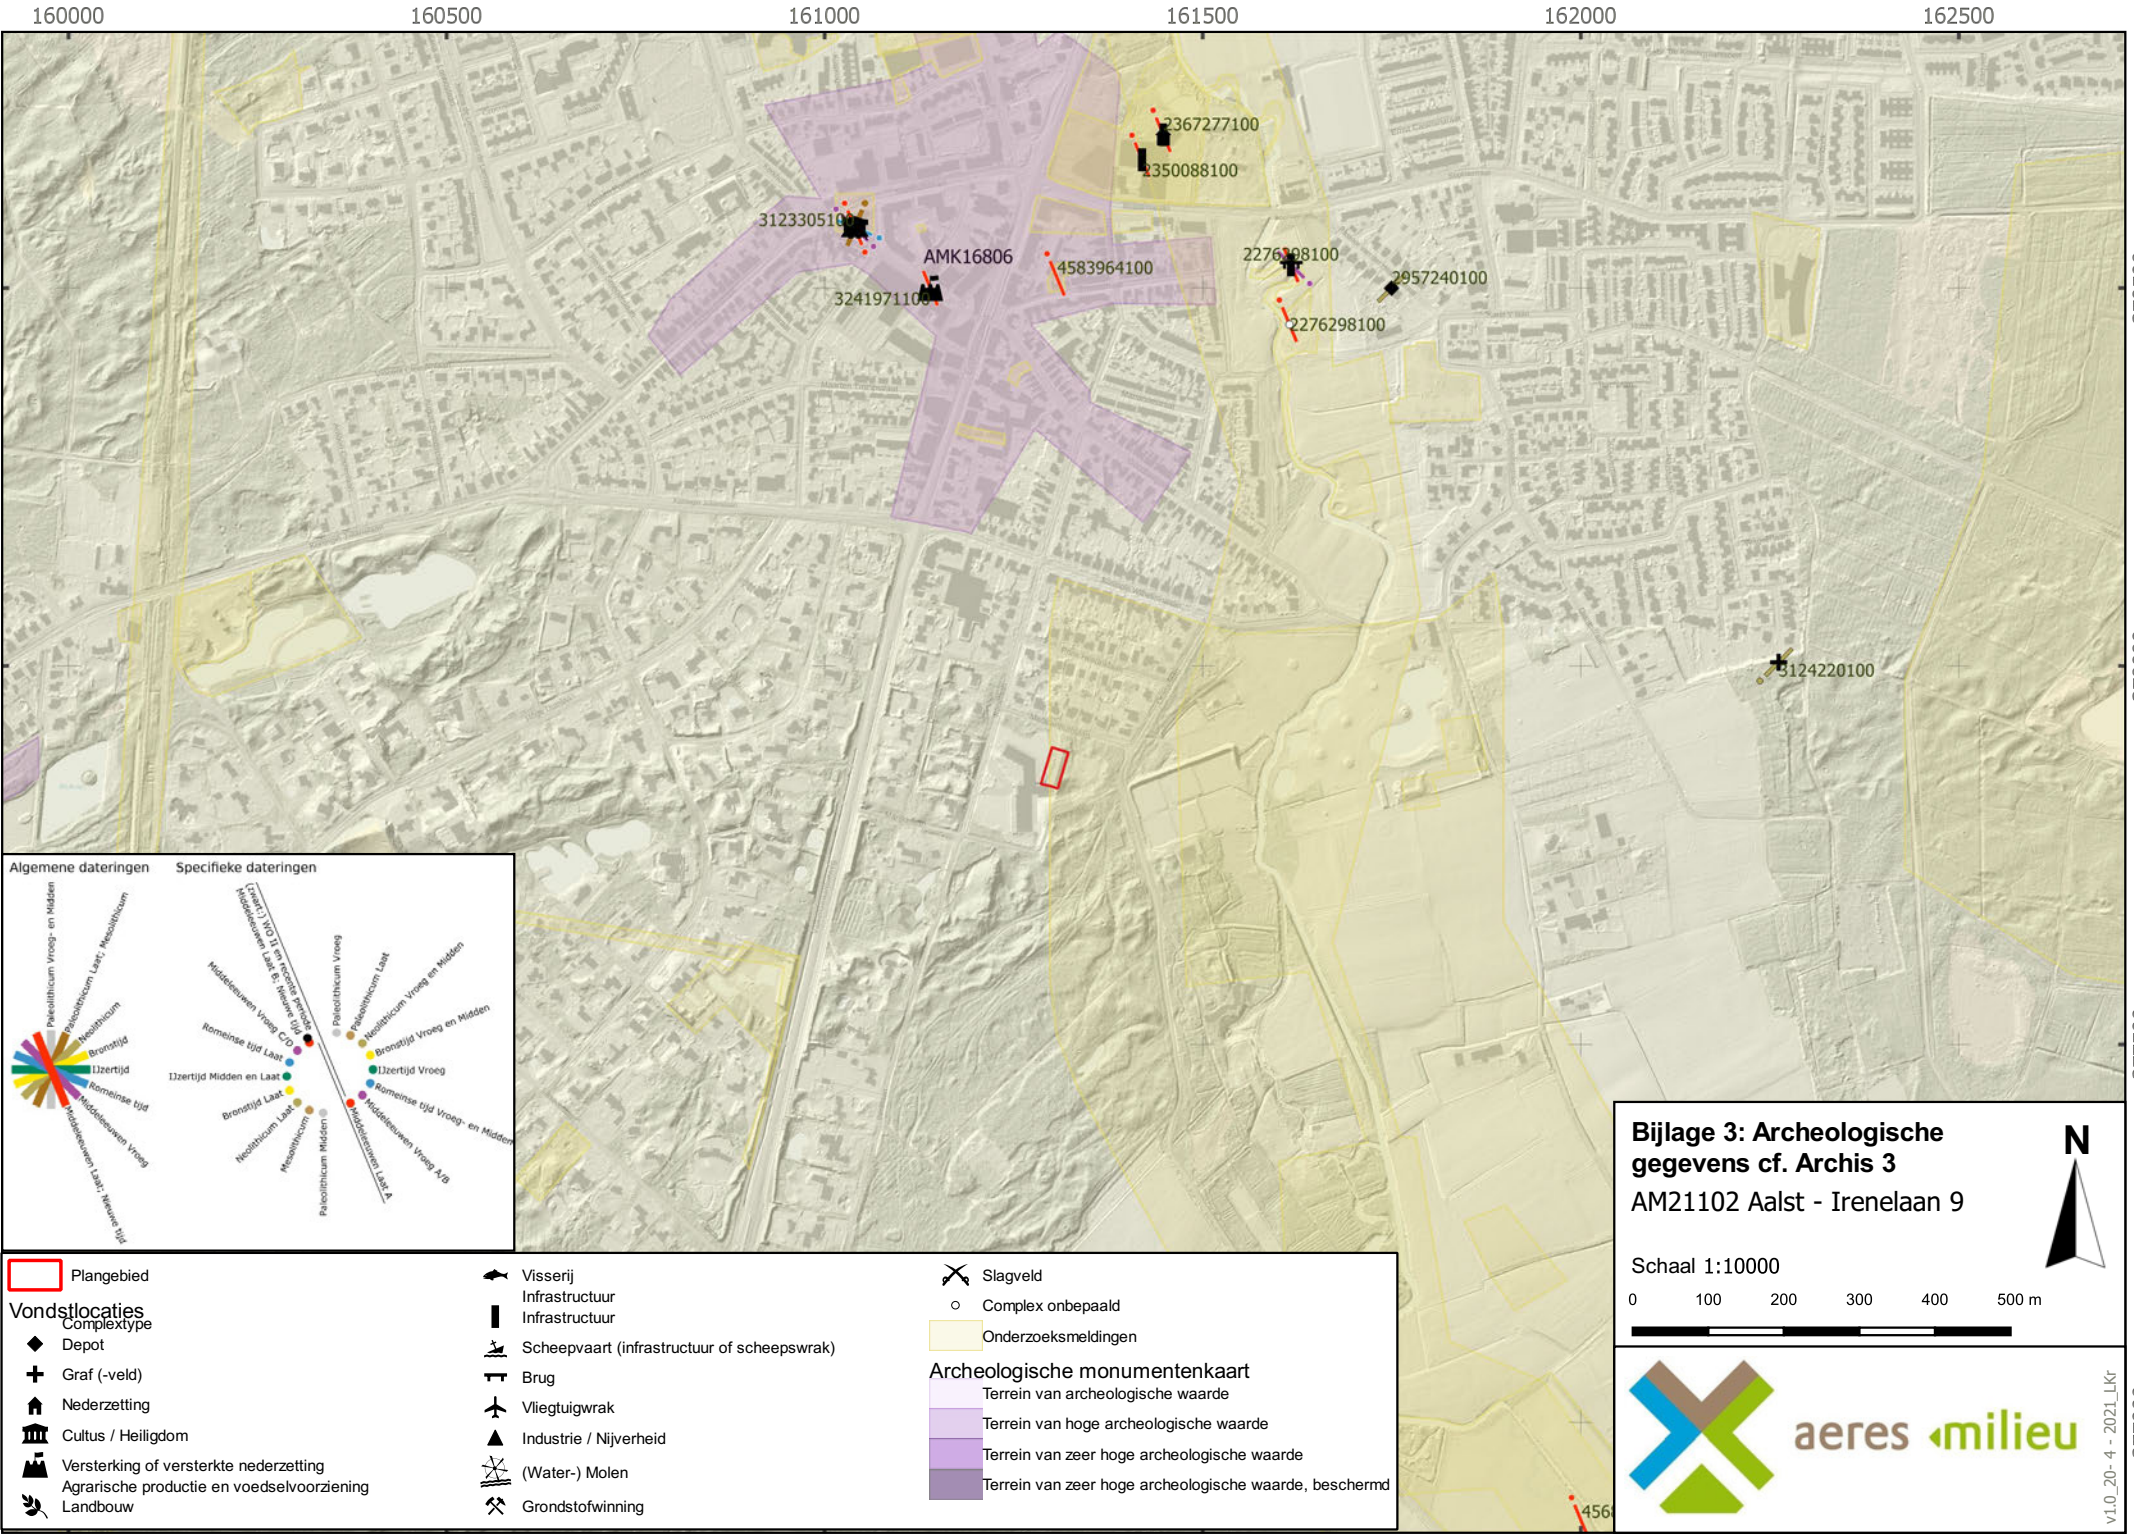 160000 160500 161000 161500 162000 162500
2367277100
2350088100
3123305100
AMK16806
4583964100
3241971100
2276298100
2957240100
2276298100
3124220100
Algemene dateringen
Paleolithicum Vroeg- en Midden
Paleolithicum Laat; Mesolithicum
Neolithicum
Bronstijd
IJzertijd
Romeinse tijd
Middeleeuwen Vroeg
Middeleeuwen Laat; Nieuwe tijd
Specifieke dateringen
(zwart:) WO II en recente periode
Middeleeuwen Laat B; Nieuwe tijd
Middeleeuwen Vroeg C/D
Romeinse tijd Laat
IJzertijd Midden en Laat
Bronstijd Laat
Neolithicum Laat
Mesolithicum
Paleolithicum Midden
Paleolithicum Vroeg
Paleolithicum Laat
Neolithicum Vroeg en Midden
Bronstijd Vroeg en Midden
IJzertijd Vroeg
Romeinse tijd Vroeg- en Midden
Middeleeuwen Vroeg A/B
Middeleeuwen Laat A
Plangebied
Vondstlocaties
Complextype
Depot
Graf (-veld)
Nederzetting
Cultus / Heiligdom
Versterking of versterkte nederzetting
Agrarische productie en voedselvoorziening
Landbouw
Visserij
Infrastructuur
Infrastructuur
Scheepvaart (infrastructuur of scheepswrak)
Brug
Vliegtuigwrak
Industrie / Nijverheid
(Water-) Molen
Grondstofwinning
Slagveld
Complex onbepaald
Onderzoeksmeldingen
Archeologische monumentenkaart
Terrein van archeologische waarde
Terrein van hoge archeologische waarde
Terrein van zeer hoge archeologische waarde
Terrein van zeer hoge archeologische waarde, beschermd
4568
Bijlage 3: Archeologische
gegevens cf. Archis 3
AM21102 Aalst - Irenelaan 9
N
Schaal 1:10000
0 100 200 300 400 500 m
aeres milieu
v1.0_20- 4 - 2021_LKr